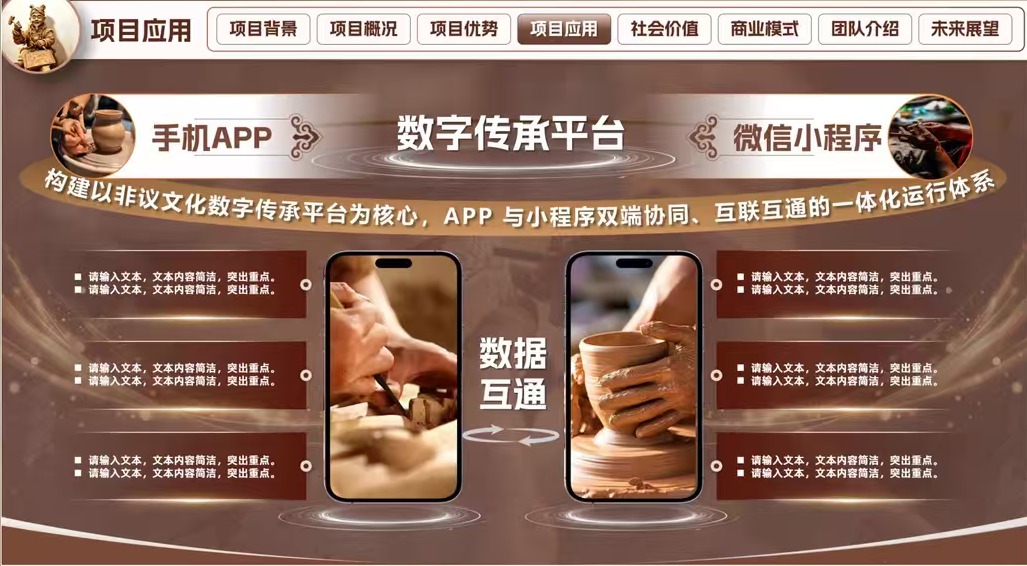 项目应用
项目背景
项目概况
项目优势
项目应用
社会价值
商业模式
团队介绍
未来展望
手机APP
数字传承平台
微信小程序
构建以非议文化数字传承平台为核心，APP 与小程序双端协同、互联互通的一体化运行体系
■ 请输入文本，文本内容简洁，突出重点。
■ 请输入文本，文本内容简洁，突出重点。
■ 请输入文本，文本内容简洁，突出重点。
■ 请输入文本，文本内容简洁，突出重点。
■ 请输入文本，文本内容简洁，突出重点。
■ 请输入文本，文本内容简洁，突出重点。
数据
互通
■ 请输入文本，文本内容简洁，突出重点。
■ 请输入文本，文本内容简洁，突出重点。
■ 请输入文本，文本内容简洁，突出重点。
■ 请输入文本，文本内容简洁，突出重点。
■ 请输入文本，文本内容简洁，突出重点。
■ 请输入文本，文本内容简洁，突出重点。